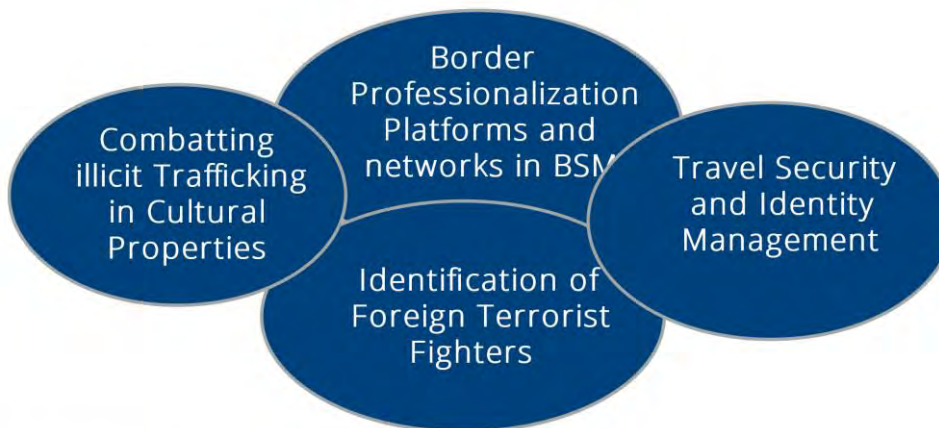 Border
Professionalization
Platforms and
networks in BSM
Combatting
illicit Trafficking
in Cultural
Properties
Travel Security
and Identity
Management
Identification of
Foreign Terrorist
Fighters